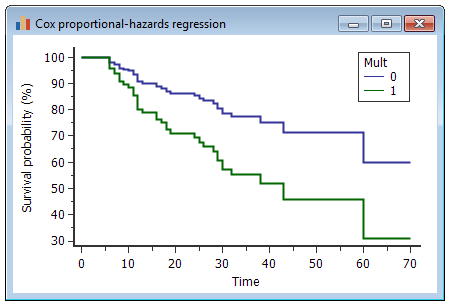 Cox proportional-hazards regression
Survival probability (%)
100
90
80
70
60
50
40
30
Mult
0
1
0 10 20 30 40 50 60 70
Time